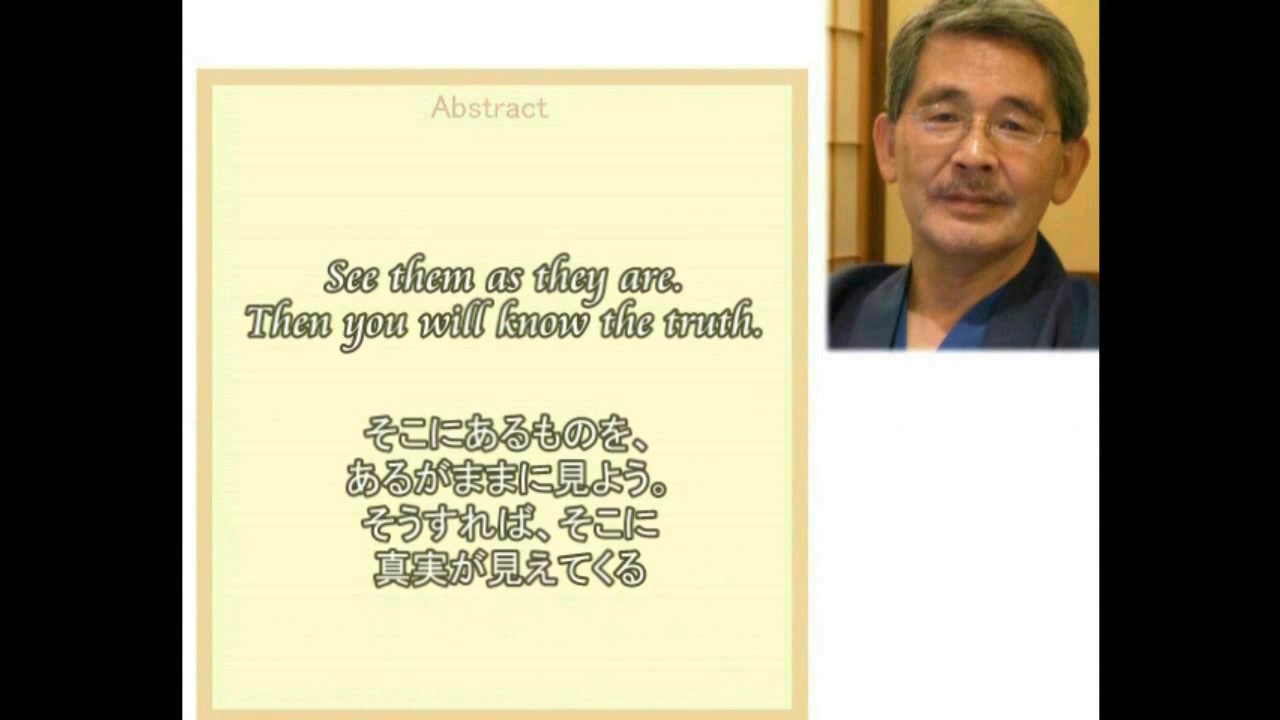 Abstract
See them as they are.
Then you will know the truth.
そこにあるものを、
あるがままに見よう。
そうすれば、そこに
真実が見えてくる